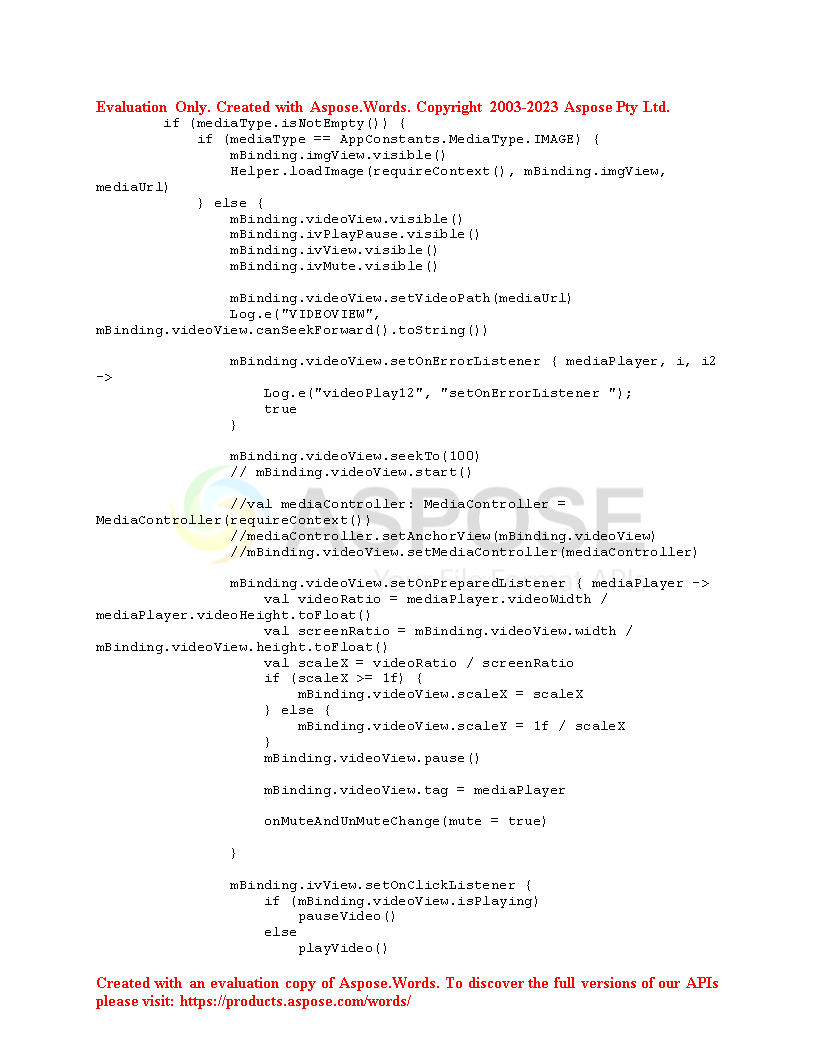 Evaluation Only. Created with Aspose.Words. Copyright 2003-2023 Aspose Pty Ltd.
        if (mediaType.isNotEmpty()) {
            if (mediaType == AppConstants.MediaType.IMAGE) {
                mBinding.imgView.visible()
                Helper.loadImage(requireContext(), mBinding.imgView,
mediaUrl)
            } else {
                mBinding.videoView.visible()
                mBinding.ivPlayPause.visible()
                mBinding.ivView.visible()
                mBinding.ivMute.visible()

                mBinding.videoView.setVideoPath(mediaUrl)
                Log.e("VIDEOVIEW",
mBinding.videoView.canSeekForward().toString())

                mBinding.videoView.setOnErrorListener { mediaPlayer, i, i2
->
                    Log.e("videoPlay12", "setOnErrorListener ");
                    true
                }

                mBinding.videoView.seekTo(100)
                // mBinding.videoView.start()

                //val mediaController: MediaController =
MediaController(requireContext())
                //mediaController.setAnchorView(mBinding.videoView)
                //mBinding.videoView.setMediaController(mediaController)

                mBinding.videoView.setOnPreparedListener { mediaPlayer ->
                    val videoRatio = mediaPlayer.videoWidth /
mediaPlayer.videoHeight.toFloat()
                    val screenRatio = mBinding.videoView.width /
mBinding.videoView.height.toFloat()
                    val scaleX = videoRatio / screenRatio
                    if (scaleX >= 1f) {
                        mBinding.videoView.scaleX = scaleX
                    } else {
                        mBinding.videoView.scaleY = 1f / scaleX
                    }
                    mBinding.videoView.pause()

                    mBinding.videoView.tag = mediaPlayer

                    onMuteAndUnMuteChange(mute = true)

                }

                mBinding.ivView.setOnClickListener {
                    if (mBinding.videoView.isPlaying)
                        pauseVideo()
                    else
                        playVideo()
ASPOSE
Your File Format APIs
Created with an evaluation copy of Aspose.Words. To discover the full versions of our APIs
please visit: https://products.aspose.com/words/